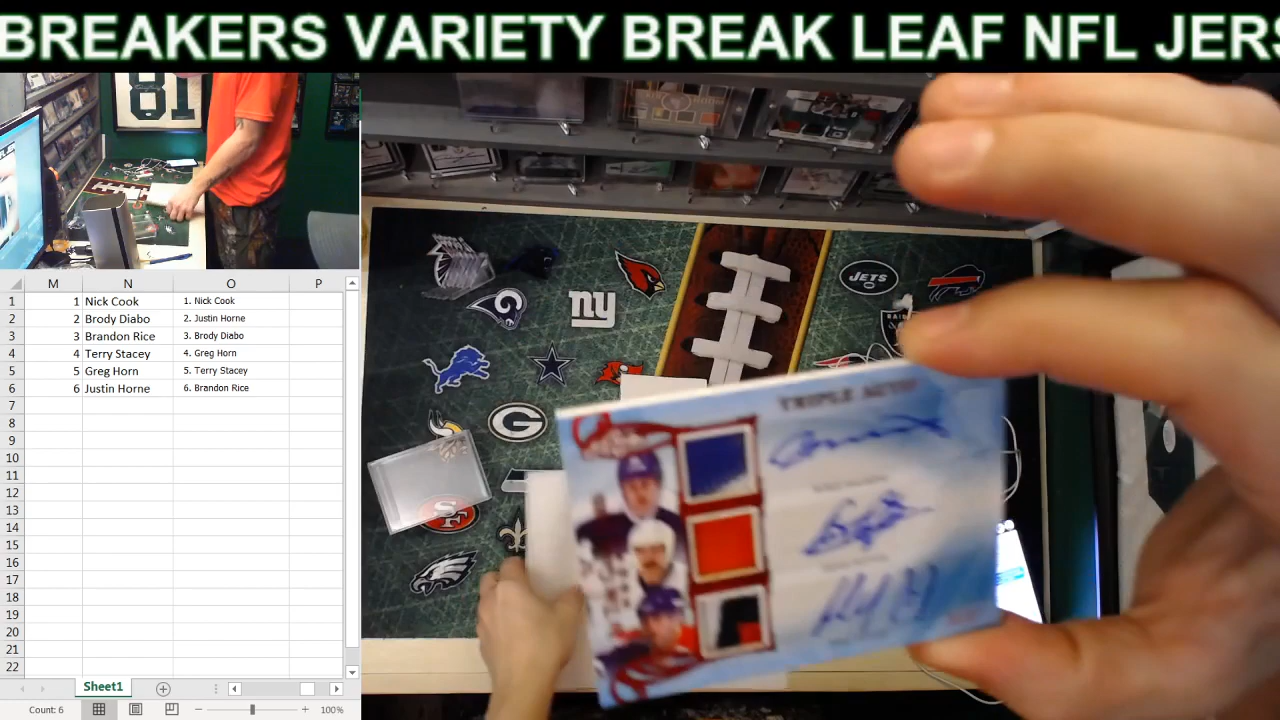 BREAKERS VARIETY BREAK LEAF NFL JERS
81
M N O P
1 1 Nick Cook 1. Nick Cook
2 2 Brody Diabo 2. Justin Horne
3 3 Brandon Rice 3. Brody Diabo
4 4 Terry Stacey 4. Greg Horn
5 5 Greg Horn 5. Terry Stacey
6 6 Justin Horne 6. Brandon Rice
7
8
9
10
11
12
13
14
15
16
17
18
19
20
21
22
Sheet1
Count: 6
100%
JETS
RAIDERS
ny
G
SF
TRIPLE AUTO